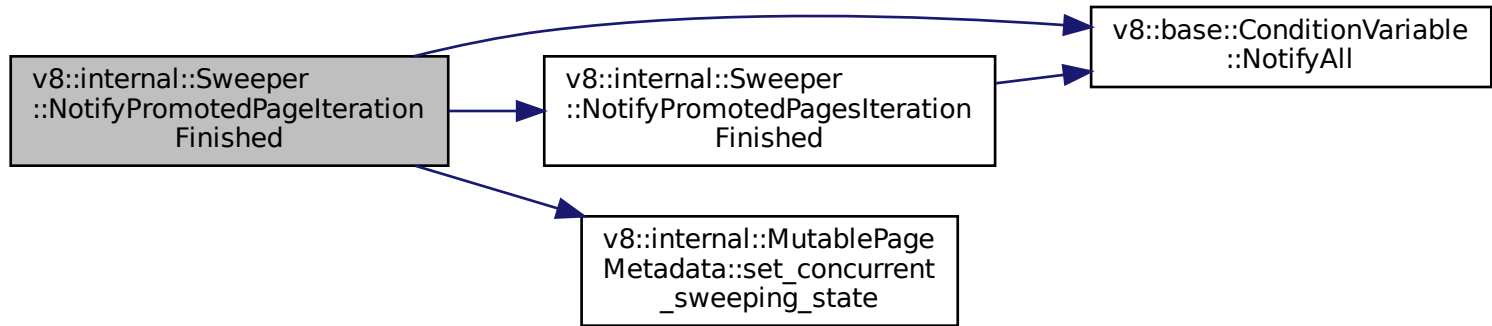 v8::internal::Sweeper
::NotifyPromotedPageIteration
Finished
v8::internal::Sweeper
::NotifyPromotedPagesIteration
Finished
v8::internal::MutablePage
Metadata::set_concurrent
_sweeping_state
v8::base::ConditionVariable
::NotifyAll